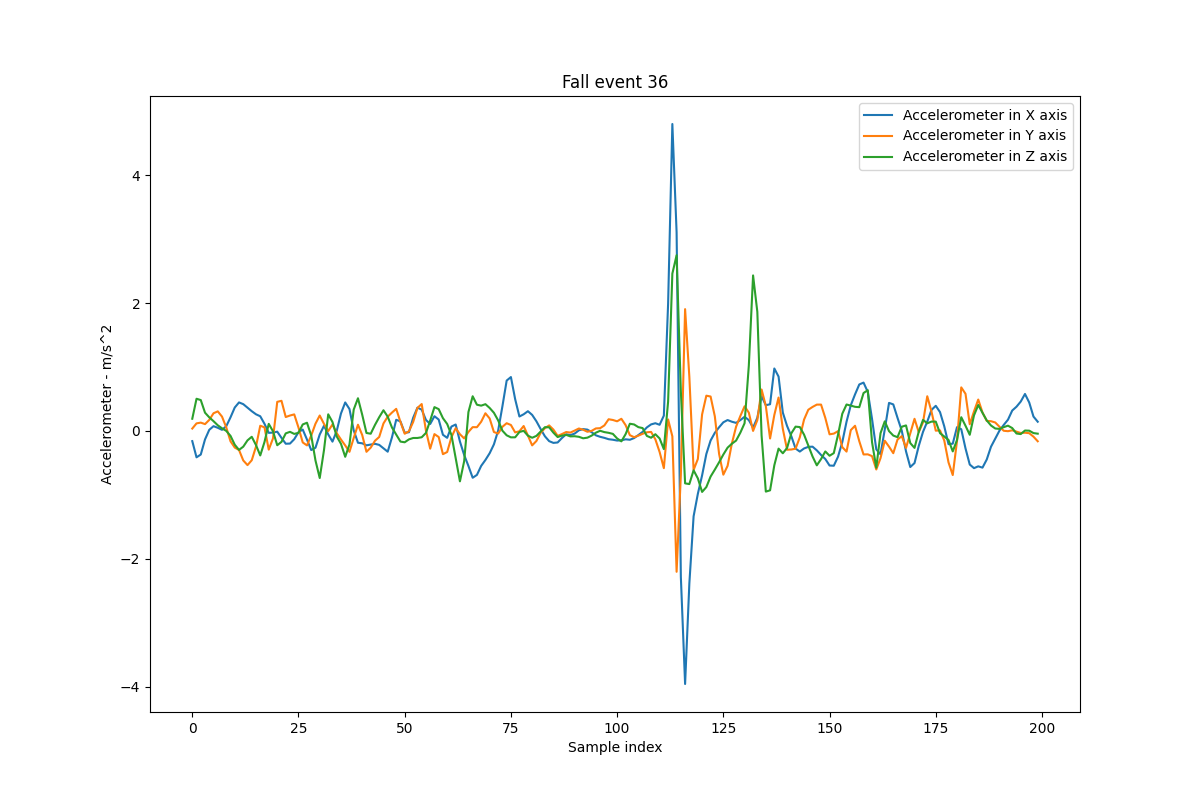 Fall event 36
Accelerometer in X axis
Accelerometer in Y axis
Accelerometer in Z axis
Accelerometer - m/s^2
4
2
0
−2
−4
0 25 50 75 100 125 150 175 200
Sample index